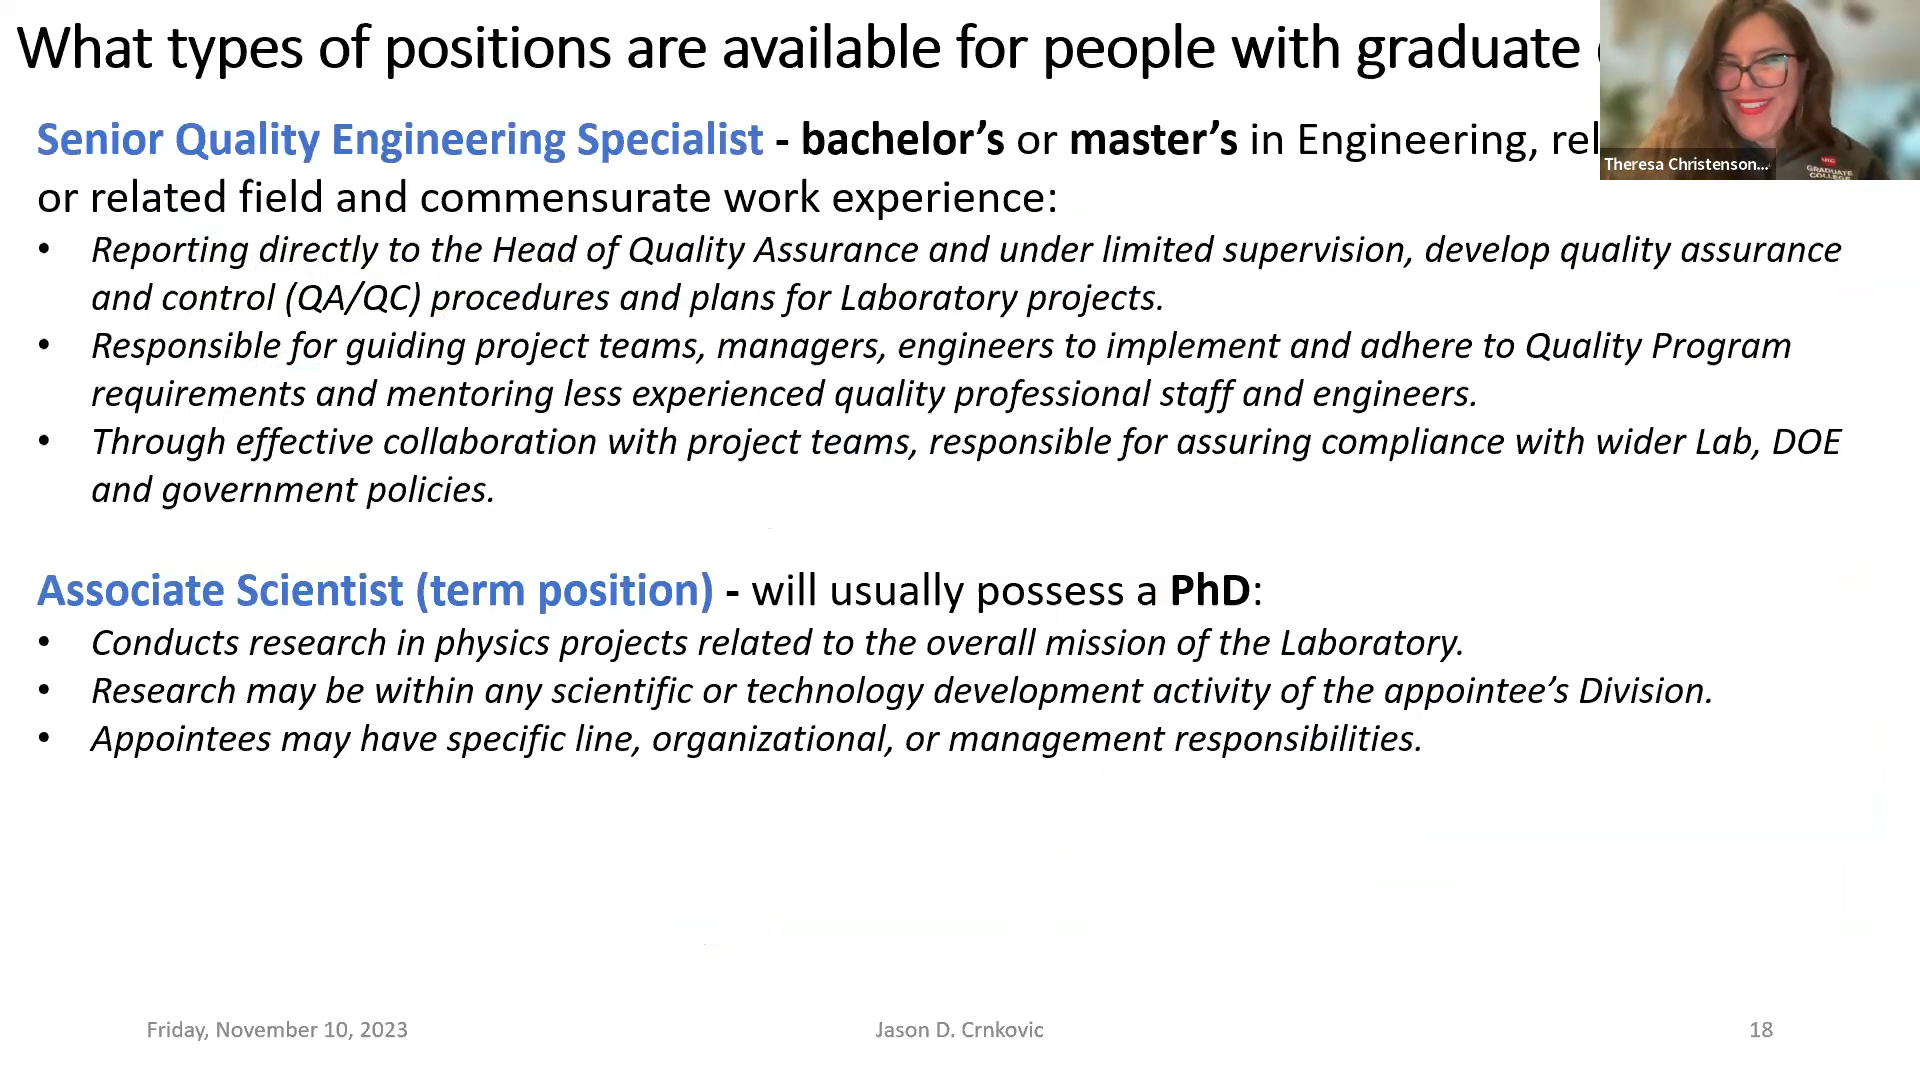 What types of positions are available for people with graduate
Senior Quality Engineering Specialist - bachelor’s or master’s in Engineering, rel
or related field and commensurate work experience:
• Reporting directly to the Head of Quality Assurance and under limited supervision, develop quality assurance
and control (QA/QC) procedures and plans for Laboratory projects.
• Responsible for guiding project teams, managers, engineers to implement and adhere to Quality Program
requirements and mentoring less experienced quality professional staff and engineers.
• Through effective collaboration with project teams, responsible for assuring compliance with wider Lab, DOE
and government policies.
Associate Scientist (term position) - will usually possess a PhD:
• Conducts research in physics projects related to the overall mission of the Laboratory.
• Research may be within any scientific or technology development activity of the appointee’s Division.
• Appointees may have specific line, organizational, or management responsibilities.
Friday, November 10, 2023
Jason D. Crnkovic
18
Theresa Christenson...
UIC
GRADUATE
COLLEGE